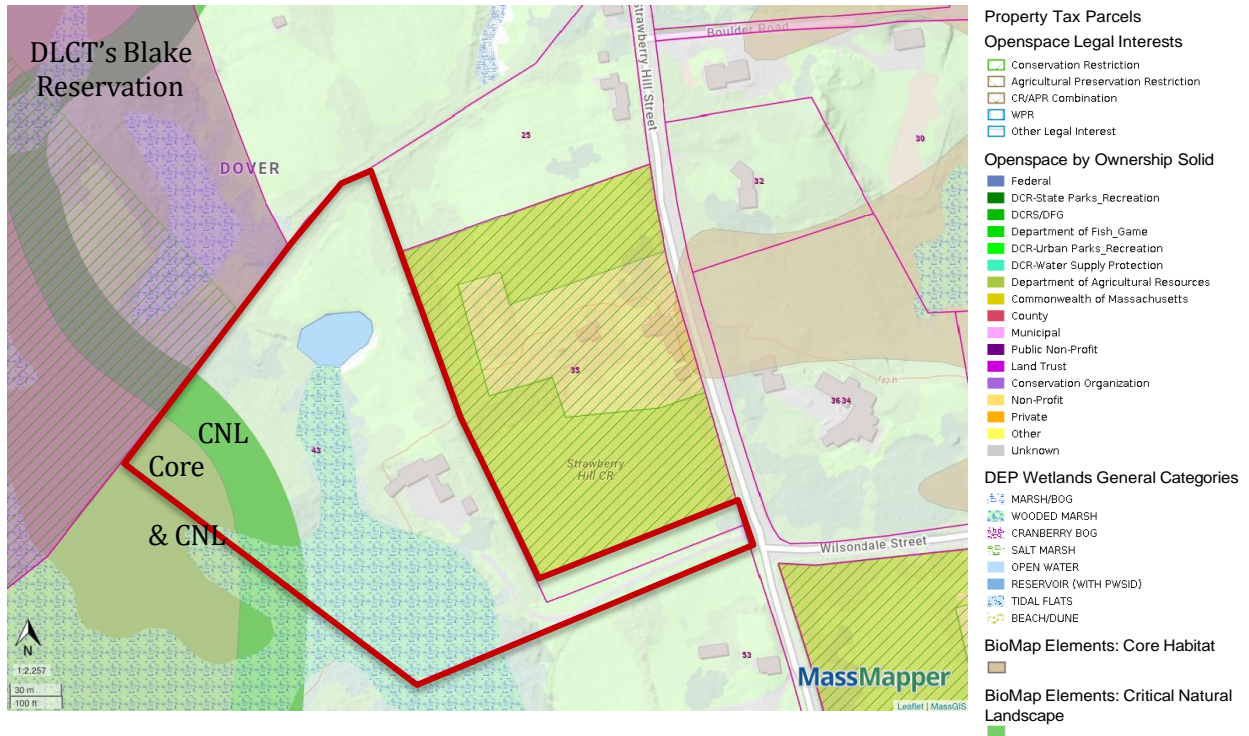 DLCT's Blake
Reservation
DOVER
Strawberry Hill Street
Boulder Road
25
30
32
35
3634
43
CNL
Core
& CNL
Strawberry
Hill CR
Wilsondale Street
53
N
1:2,257
30 m
100 ft
MassMapper
Leaflet | MassGIS
Property Tax Parcels
Openspace Legal Interests
Conservation Restriction
Agricultural Preservation Restriction
CR/APR Combination
WPR
Other Legal Interest
Openspace by Ownership Solid
Federal
DCR-State Parks_Recreation
DCRS/DFG
Department of Fish_Game
DCR-Urban Parks_Recreation
DCR-Water Supply Protection
Department of Agricultural Resources
Commonwealth of Massachusetts
County
Municipal
Public Non-Profit
Land Trust
Conservation Organization
Non-Profit
Private
Other
Unknown
DEP Wetlands General Categories
MARSH/BOG
WOODED MARSH
CRANBERRY BOG
SALT MARSH
OPEN WATER
RESERVOIR (WITH PWSID)
TIDAL FLATS
BEACH/DUNE
BioMap Elements: Core Habitat
BioMap Elements: Critical Natural
Landscape